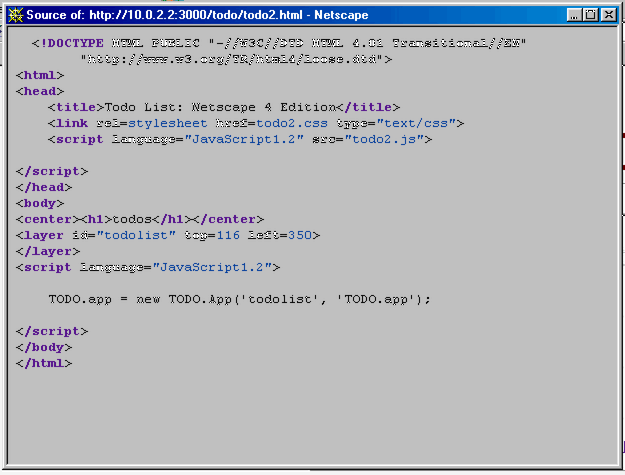 Source of: http://10.0.2.2:3000/todo/todo2.html - Netscape
<!DOCTYPE HTML PUBLIC "-//W3C//DTD HTML 4.01 Transitional//EN"
"http://www.w3.org/TR/html4/loose.dtd">
<html>
<head>
<title>Todo List: Netscape 4 Edition</title>
<link rel=stylesheet href=todo2.css type="text/css">
<script language="JavaScript1.2" src="todo2.js">
</script>
</head>
<body>
<center><h1>todos</h1></center>
<layer id="todolist" top=116 left=350>
</layer>
<script language="JavaScript1.2">
TODO.app = new TODO.App('todolist', 'TODO.app');
</script>
</body>
</html>